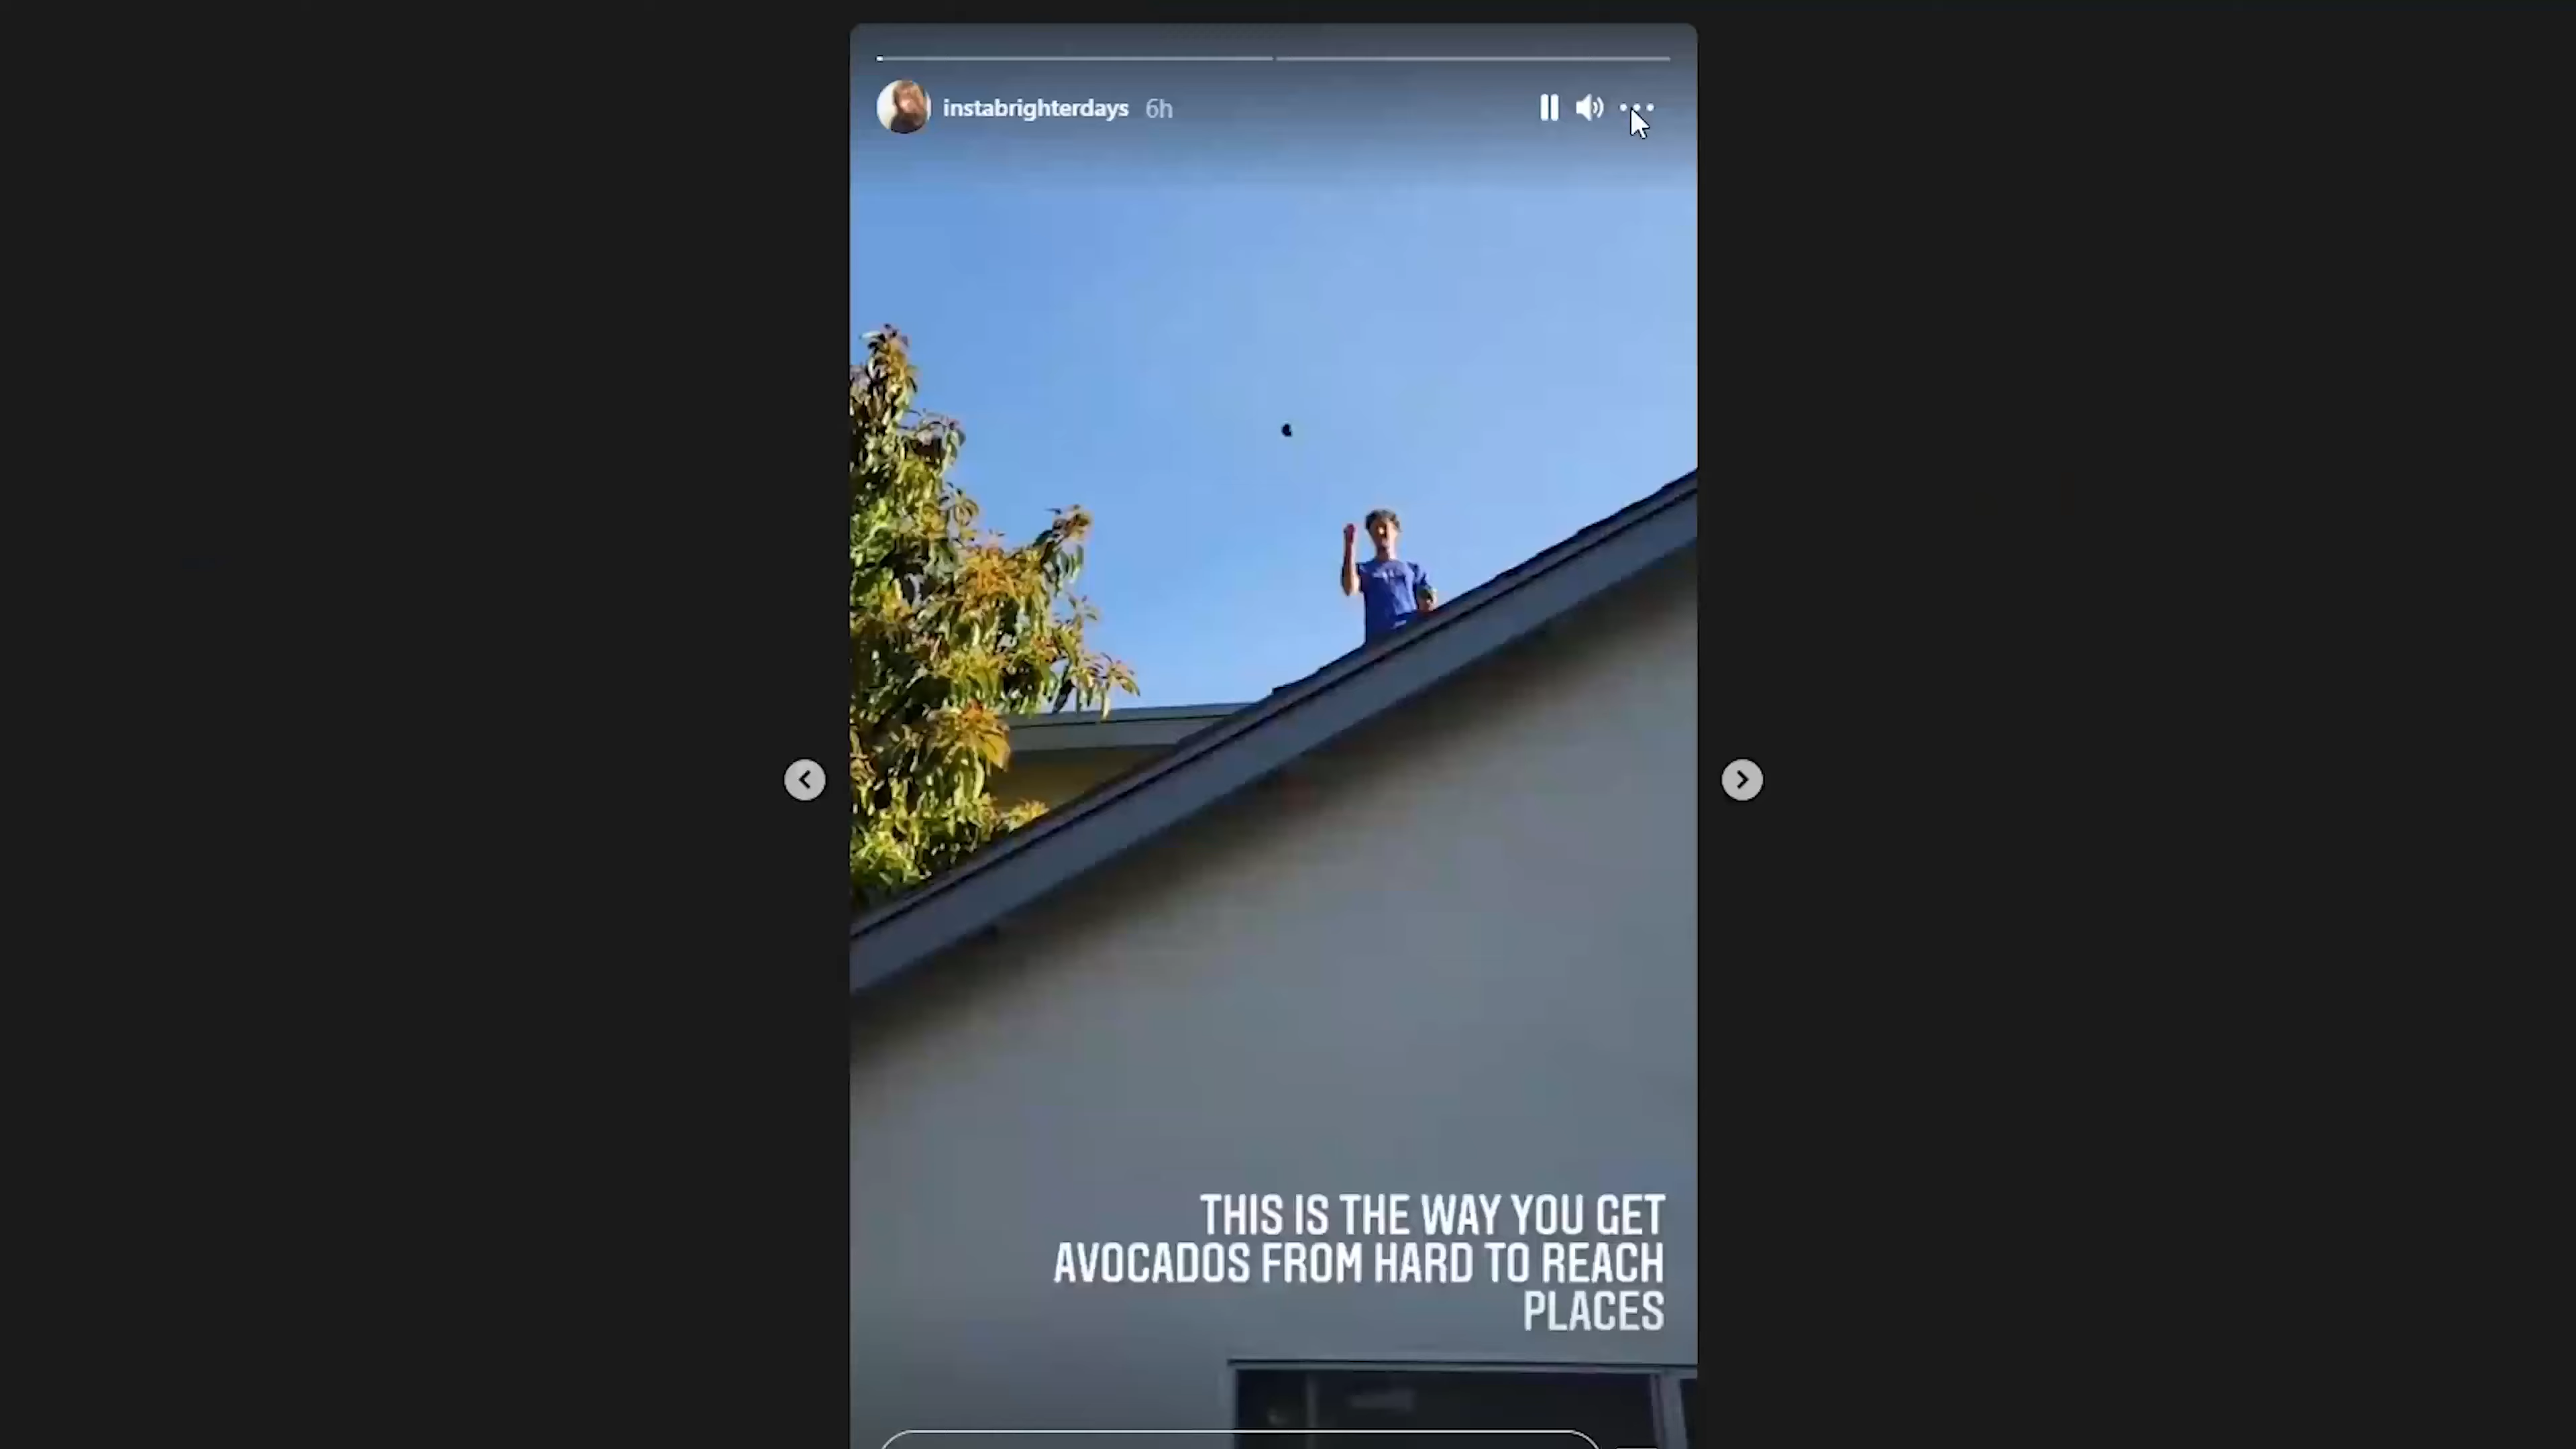 instabrighterdays 6h
THIS IS THE WAY YOU GET
AVOCADOS FROM HARD TO REACH
PLACES